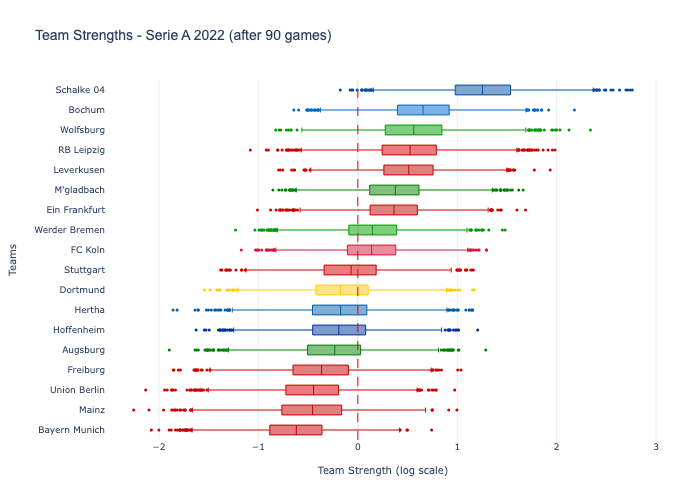 Team Strengths - Serie A 2022 (after 90 games)
Schalke 04
Bochum
Wolfsburg
RB Leipzig
Leverkusen
M'gladbach
Ein Frankfurt
Werder Bremen
FC Koln
Stuttgart
Dortmund
Hertha
Hoffenheim
Augsburg
Freiburg
Union Berlin
Mainz
Bayern Munich
Teams
−2 −1 0 1 2 3
Team Strength (log scale)